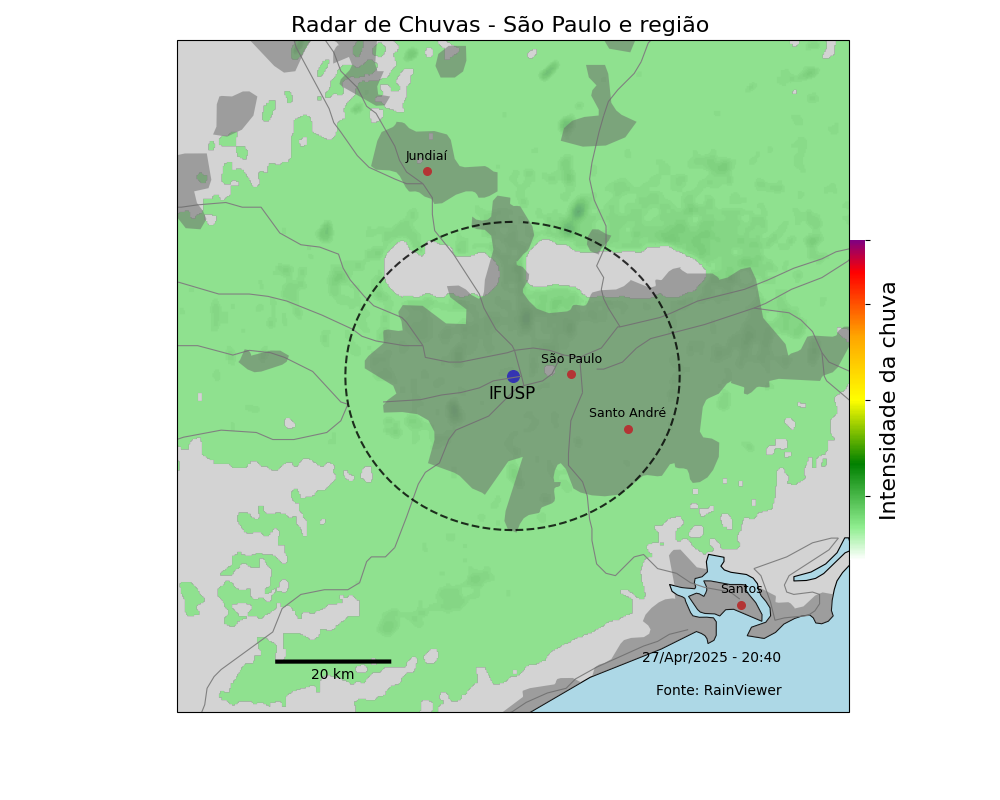 Radar de Chuvas - São Paulo e região
Jundiaí
São Paulo
IFUSP
Santo André
Intensidade da chuva
Santos
27/Apr/2025 - 20:40
20 km
Fonte: RainViewer